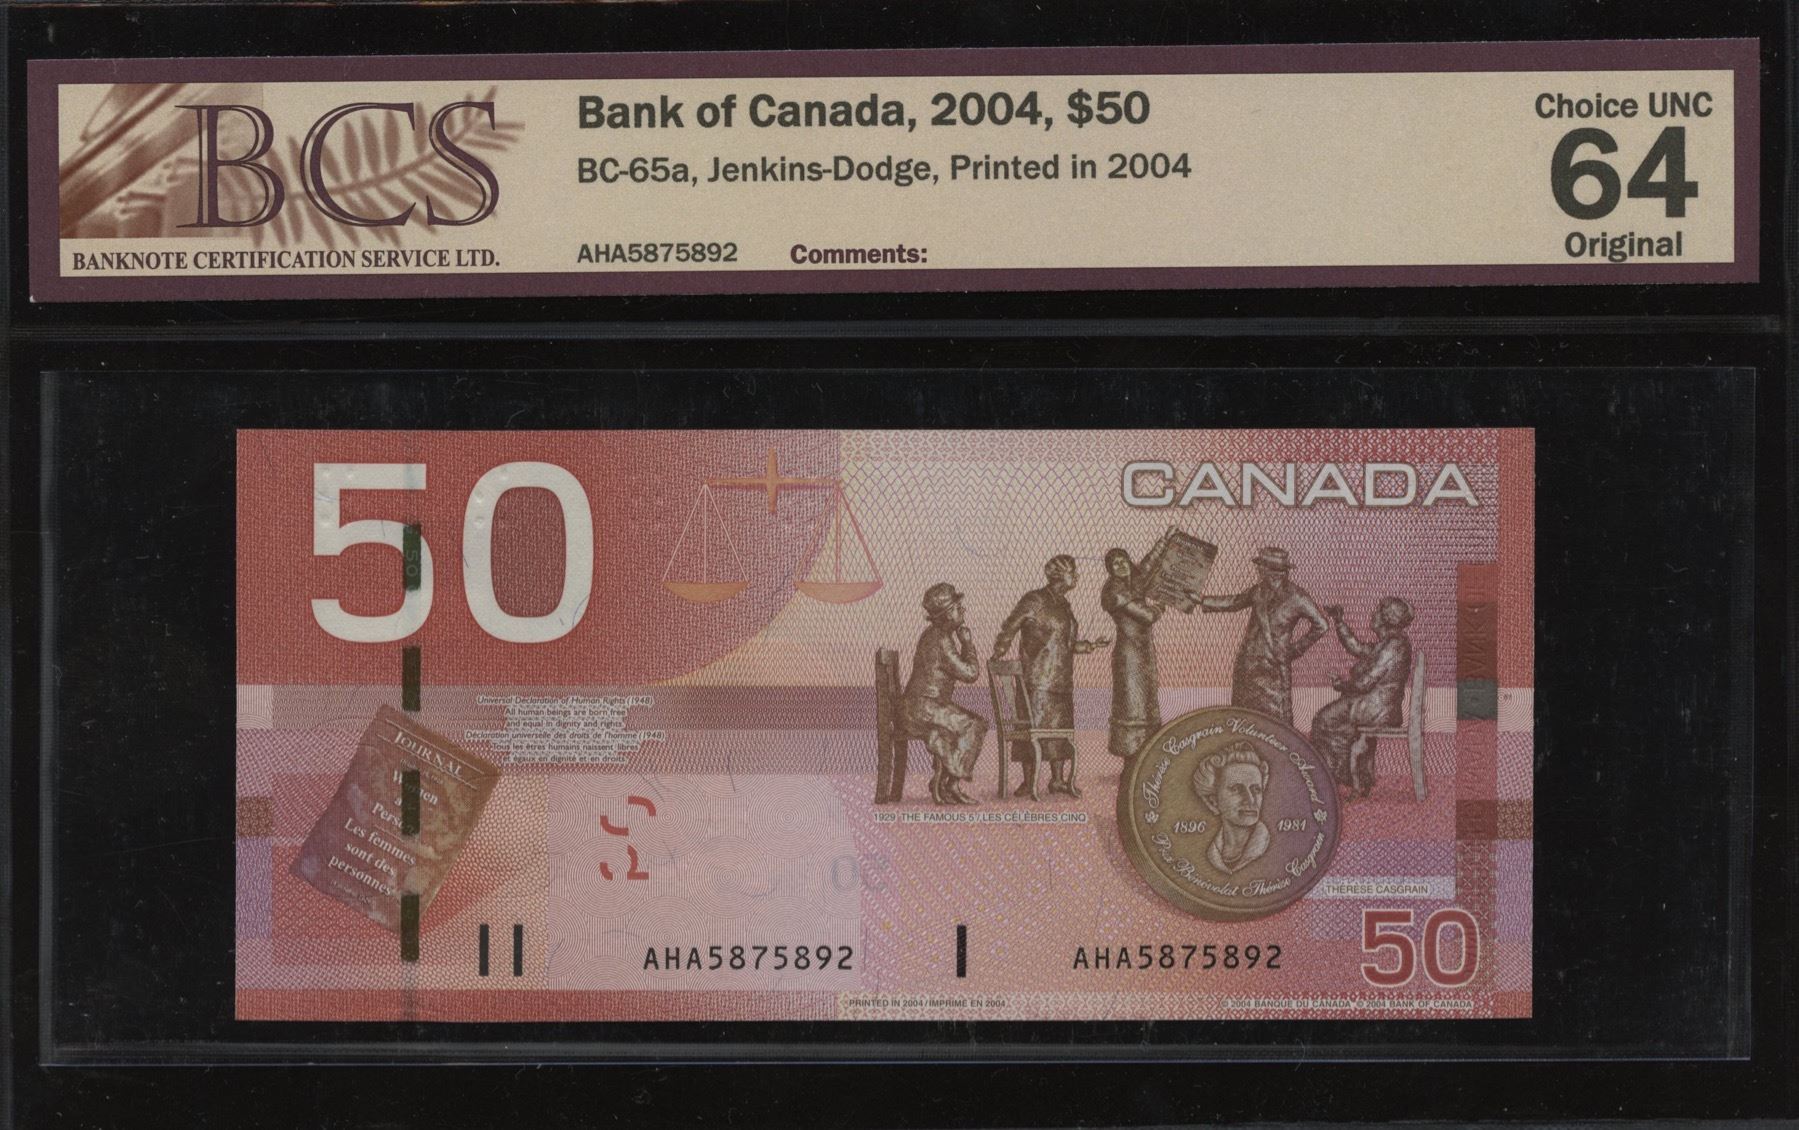 BCS
BANKNOTE CERTIFICATION SERVICE LTD.
Bank of Canada, 2004, $50
BC-65a, Jenkins-Dodge, Printed in 2004
AHA5875892 Comments:
Choice UNC
64
Original
50
CANADA
Universal Declaration of Human Rights (1948)
All human beings are born free
and equal in dignity and rights
Déclaration universelle des droits de l'homme (1948)
Tous les êtres humains naissent libres
et égaux en dignité et en droits
JOURNAL
Les femmes
sont des
personnes
1929 THE FAMOUS 5 / LES CÉLÈBRES CINQ
Thérèse Casgrain Volunteer Award
1896 1981
Prix Bénévolat Thérèse Casgrain
THÉRÈSE CASGRAIN
50
AHA5875892
AHA5875892
PRINTED IN 2004 / IMPRIMÉ EN 2004
© 2004 BANQUE DU CANADA © 2004 BANK OF CANADA